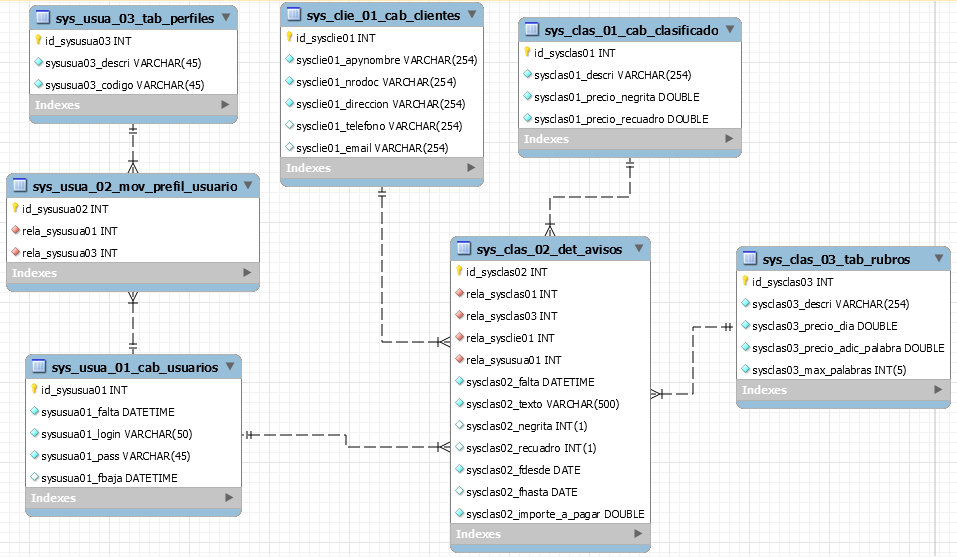 sys_usua_03_tab_perfiles
id_sysusua03 INT
sysusua03_descri VARCHAR(45)
sysusua03_codigo VARCHAR(45)
Indexes
sys_clie_01_cab_clientes
id_sysclie01 INT
sysclie01_apynombre VARCHAR(254)
sysclie01_nrodoc VARCHAR(254)
sysclie01_direccion VARCHAR(254)
sysclie01_telefono VARCHAR(254)
sysclie01_email VARCHAR(254)
Indexes
sys_clas_01_cab_clasificado
id_sysclas01 INT
sysclas01_descri VARCHAR(254)
sysclas01_precio_negrita DOUBLE
sysclas01_precio_recuadro DOUBLE
Indexes
sys_usua_02_mov_prefil_usuario
id_sysusua02 INT
rela_sysusua01 INT
rela_sysusua03 INT
Indexes
sys_clas_02_det_avisos
id_sysclas02 INT
rela_sysclas01 INT
rela_sysclas03 INT
rela_sysclie01 INT
rela_sysusua01 INT
sysclas02_falta DATETIME
sysclas02_texto VARCHAR(500)
sysclas02_negrita INT(1)
sysclas02_recuadro INT(1)
sysclas02_fdesde DATE
sysclas02_fhasta DATE
sysclas02_importe_a_pagar DOUBLE
Indexes
sys_clas_03_tab_rubros
id_sysclas03 INT
sysclas03_descri VARCHAR(254)
sysclas03_precio_dia DOUBLE
sysclas03_precio_adic_palabra DOUBLE
sysclas03_max_palabras INT(5)
Indexes
sys_usua_01_cab_usuarios
id_sysusua01 INT
sysusua01_falta DATETIME
sysusua01_login VARCHAR(50)
sysusua01_pass VARCHAR(45)
sysusua01_fbaja DATETIME
Indexes